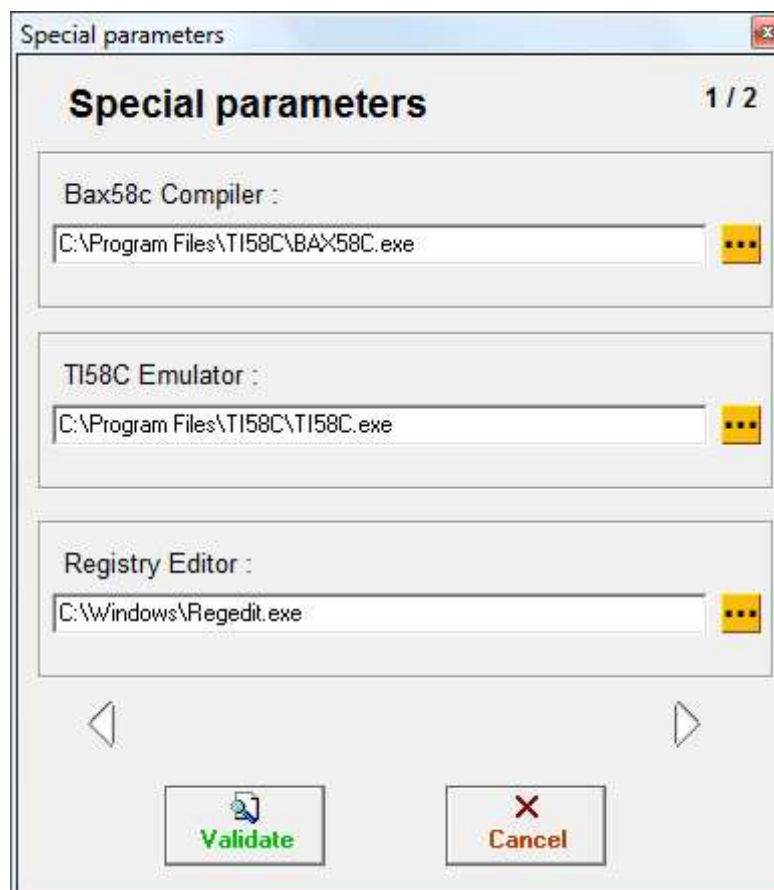 Special parameters
Special parameters 1 / 2
Bax58c Compiler :
C:\Program Files\TI58C\BAX58C.exe
TI58C Emulator :
C:\Program Files\TI58C\TI58C.exe
Registry Editor :
C:\Windows\Regedit.exe
Validate Cancel